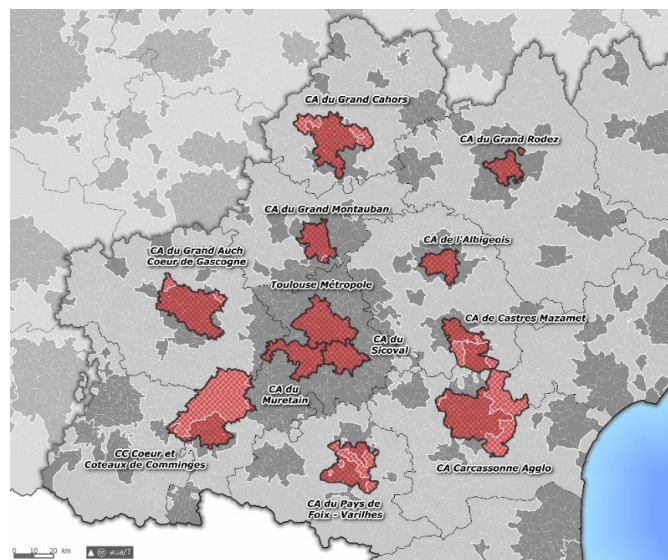 CA du Grand Cahors
CA du Grand Rodez
CA du Grand Montauban
CA du Grand Auch
Coeur de Gascogne
CA de l'Albigeois
Toulouse Métropole
CA de Castres Mazamet
CA du
Sicoval
CA du
Muretain
CC Coeur et
Coteaux de Comminges
CA Carcassonne Agglo
CA du Pays de
Foix - Varilhes
0 10 20 km